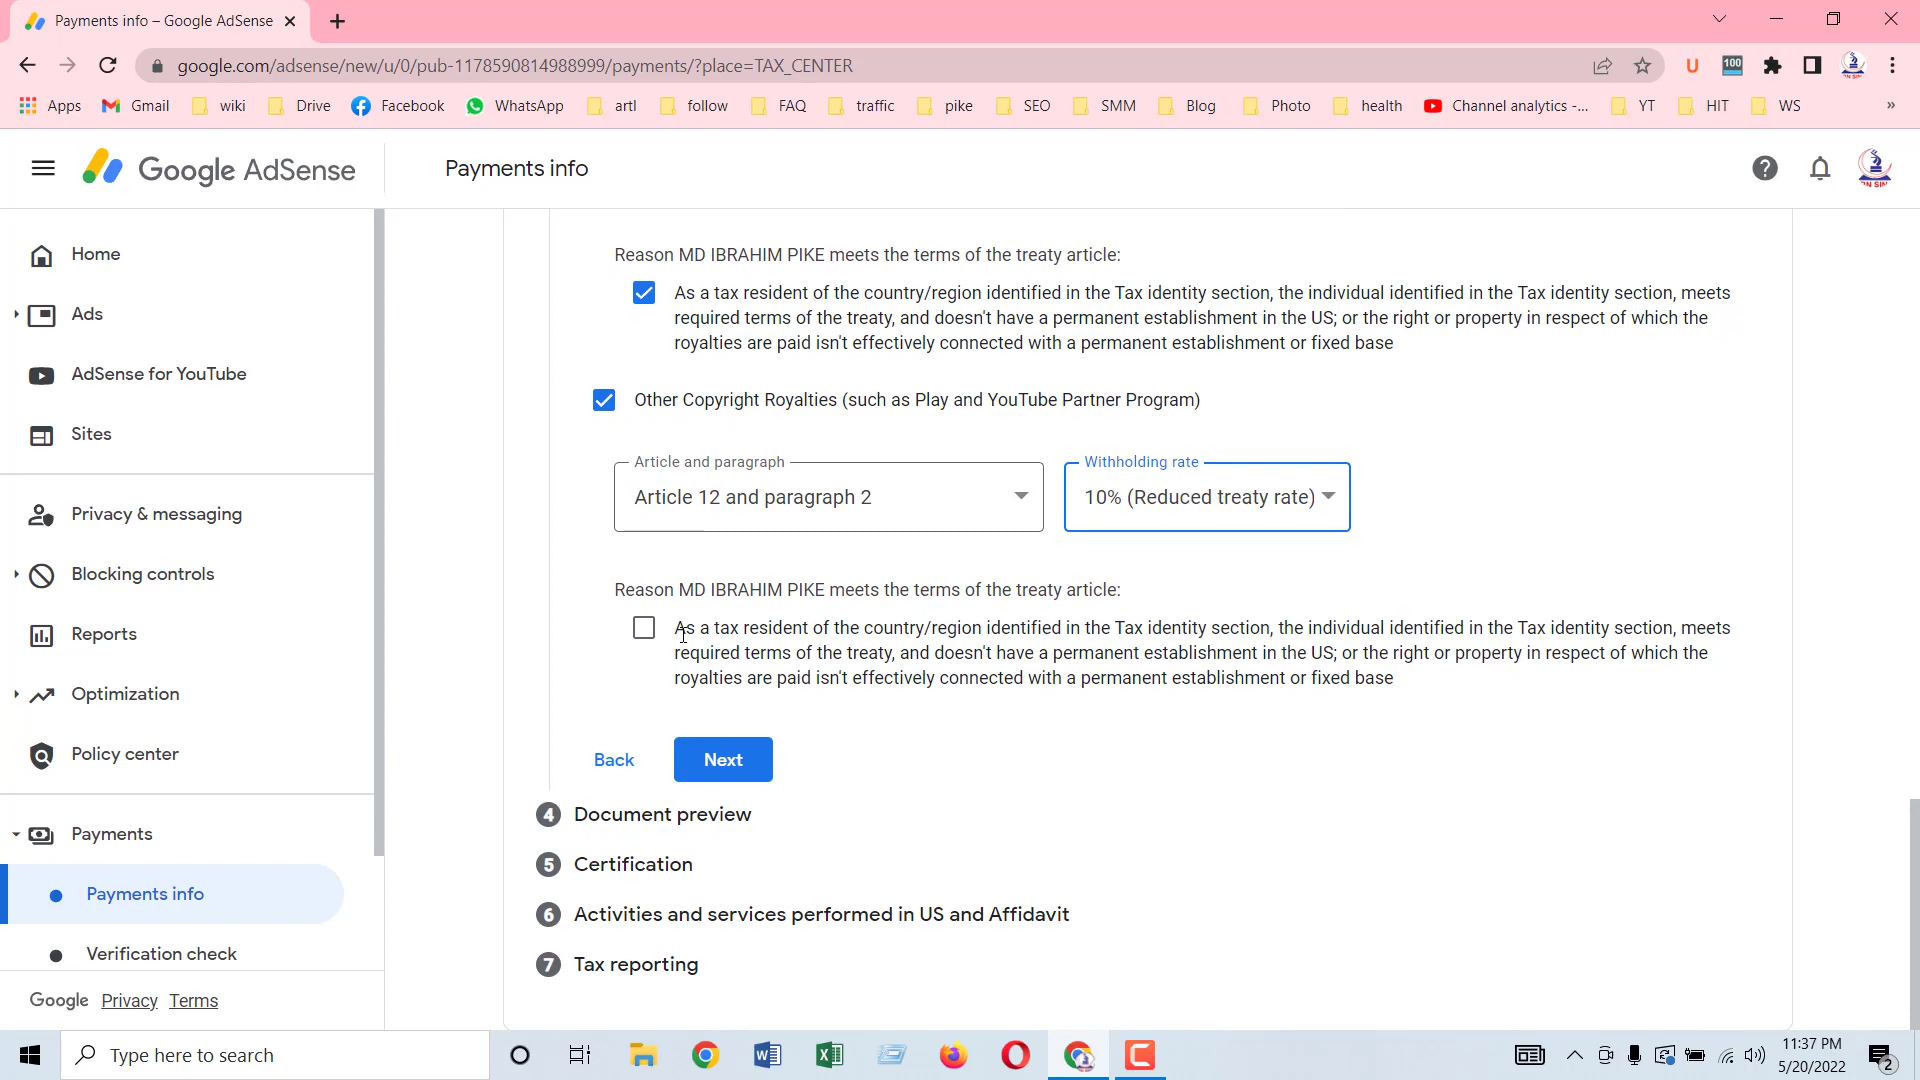 Payments info – Google AdSense
google.com/adsense/new/u/0/pub-1178590814988999/payments/?place=TAX_CENTER
U
100
Apps
Gmail
wiki
Drive
Facebook
WhatsApp
artl
follow
FAQ
traffic
pike
SEO
SMM
Blog
Photo
health
Channel analytics -...
YT
HIT
WS
»
Google AdSense
Payments info
Home
Ads
AdSense for YouTube
Sites
Privacy & messaging
Blocking controls
Reports
Optimization
Policy center
Payments
Payments info
Verification check
Google Privacy Terms
Reason MD IBRAHIM PIKE meets the terms of the treaty article:
As a tax resident of the country/region identified in the Tax identity section, the individual identified in the Tax identity section, meets
required terms of the treaty, and doesn't have a permanent establishment in the US; or the right or property in respect of which the
royalties are paid isn't effectively connected with a permanent establishment or fixed base
Other Copyright Royalties (such as Play and YouTube Partner Program)
Article and paragraph
Article 12 and paragraph 2
Withholding rate
10% (Reduced treaty rate)
Reason MD IBRAHIM PIKE meets the terms of the treaty article:
As a tax resident of the country/region identified in the Tax identity section, the individual identified in the Tax identity section, meets
required terms of the treaty, and doesn't have a permanent establishment in the US; or the right or property in respect of which the
royalties are paid isn't effectively connected with a permanent establishment or fixed base
Back
Next
4 Document preview
5 Certification
6 Activities and services performed in US and Affidavit
7 Tax reporting
Type here to search
11:37 PM
5/20/2022
2